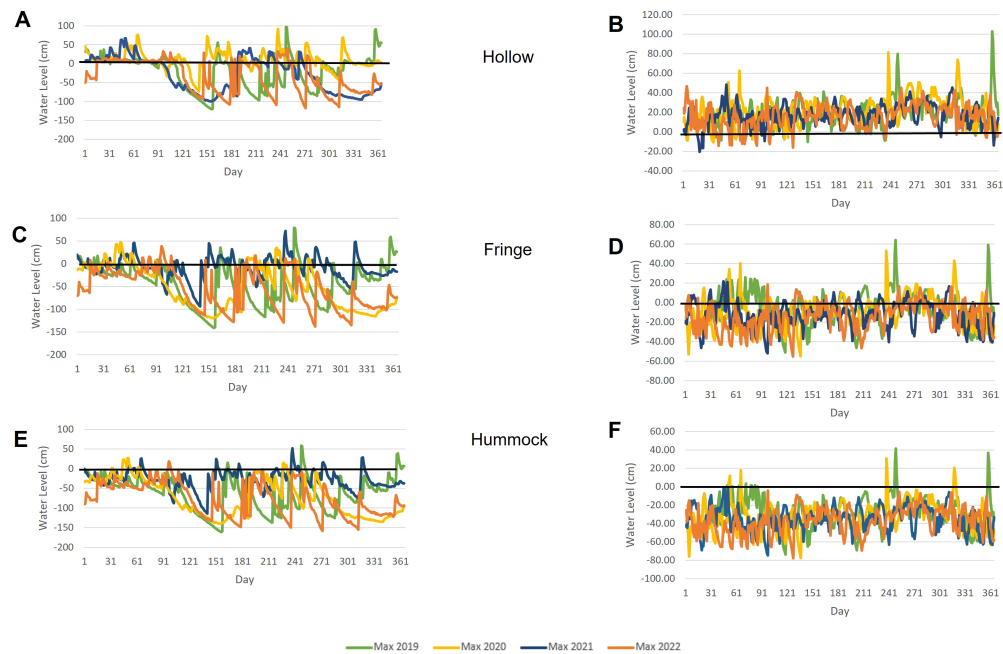 A
Water Level (cm)
100
50
0
-50
-100
-150
-200
1 31 61 91 121 151 181 211 241 271 301 331 361
Day
Hollow
B
Water Level (cm)
120.00
100.00
80.00
60.00
40.00
20.00
0.00
20.00
40.00
1 31 61 91 121 151 181 211 241 271 301 331 361
Day
C
Water Level (cm)
100
50
0
-50
-100
-150
-200
1 31 61 91 121 151 181 211 241 271 301 331 361
Day
Fringe
D
Water Level (cm)
80.00
60.00
40.00
20.00
0.00
-20.00
-40.00
-60.00
-80.00
1 31 61 91 121 151 181 211 241 271 301 331 361
Day
E
Water Level (cm)
100
50
0
-50
-100
-150
-200
1 31 61 91 121 151 181 211 241 271 301 331 361
Day
Hummock
F
Water Level (cm)
60.00
40.00
20.00
0.00
-20.00
-40.00
-60.00
-80.00
-100.00
1 31 61 91 121 151 181 211 241 271 301 331 361
Day
Max 2019 Max 2020 Max 2021 Max 2022